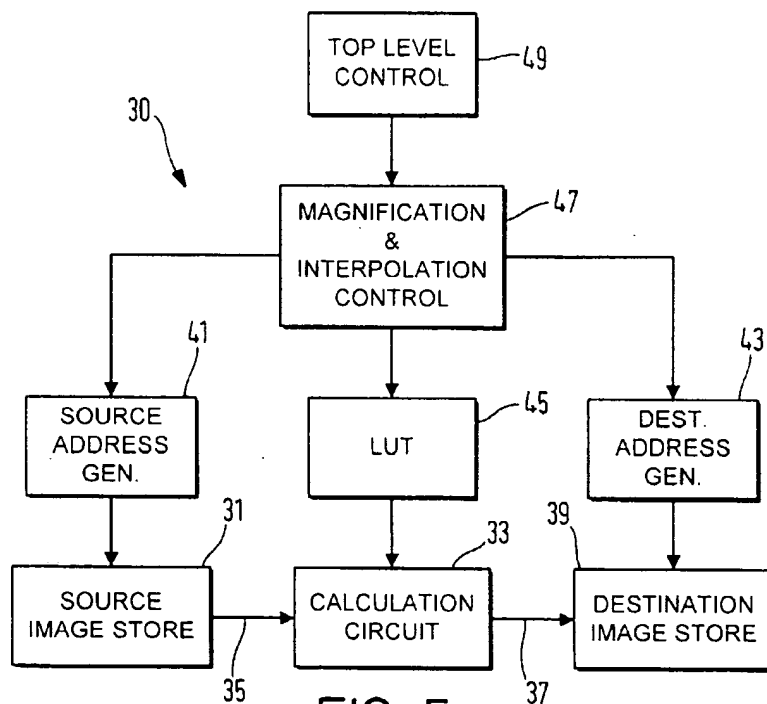 TOP LEVEL
CONTROL
49
30
MAGNIFICATION
&
INTERPOLATION
CONTROL
47
41
SOURCE
ADDRESS
GEN.
45
LUT
43
DEST.
ADDRESS
GEN.
31
SOURCE
IMAGE STORE
33
CALCULATION
CIRCUIT
39
DESTINATION
IMAGE STORE
35
37